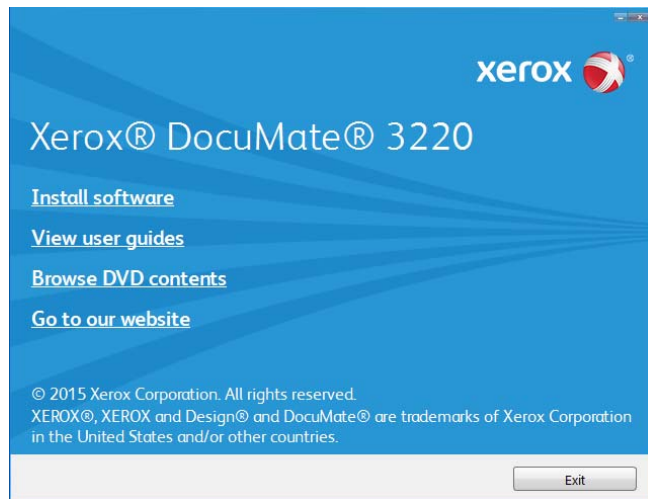 xerox ®
Xerox® DocuMate® 3220
Install software
View user guides
Browse DVD contents
Go to our website
© 2015 Xerox Corporation. All rights reserved.
XEROX®, XEROX and Design® and DocuMate® are trademarks of Xerox Corporation
in the United States and/or other countries.
Exit